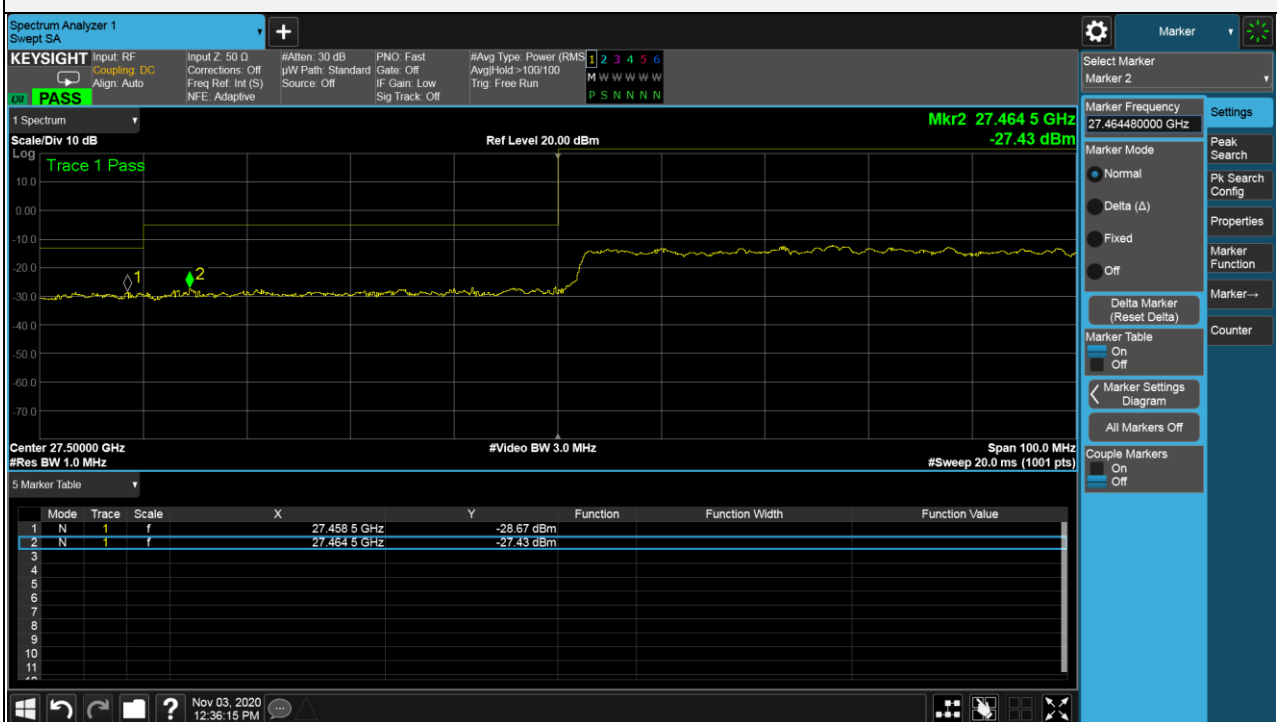 Spectrum Analyzer 1
Swept SA
+
Marker
KEYSIGHT
Input: RF
Coupling: DC
Align: Auto
Input Z: 50 Ω
Corrections: Off
Freq Ref: Int (S)
NFE: Adaptive
#Atten: 30 dB
µW Path: Standard
Source: Off
PNO: Fast
Gate: Off
IF Gain: Low
Sig Track: Off
#Avg Type: Power (RMS
Avg|Hold:>100/100
Trig: Free Run
1 2 3 4 5 6
M W W W W W
P S N N N N
LXI PASS
Select Marker
Marker 2
1 Spectrum
Scale/Div 10 dB
Ref Level 20.00 dBm
Mkr2 27.464 5 GHz
-27.43 dBm
Log
Trace 1 Pass
10.0
0.00
-10.0
-20.0
-30.0
-40.0
-50.0
-60.0
-70.0
1
2
Center 27.50000 GHz
#Video BW 3.0 MHz
Span 100.0 MHz
#Res BW 1.0 MHz
#Sweep 20.0 ms (1001 pts)
Marker Frequency
27.464480000 GHz
Marker Mode
Normal
Delta (Δ)
Fixed
Off
Delta Marker
(Reset Delta)
Marker Table
On
Off
Marker Settings
Diagram
All Markers Off
Couple Markers
On
Off
Settings
Peak
Search
Pk Search
Config
Properties
Marker
Function
Marker→
Counter
5 Marker Table
Mode Trace Scale X Y Function Function Width Function Value
1 N 1 f 27.458 5 GHz -28.67 dBm
2 N 1 f 27.464 5 GHz -27.43 dBm
3
4
5
6
7
8
9
10
11
?
Nov 03, 2020
12:36:15 PM